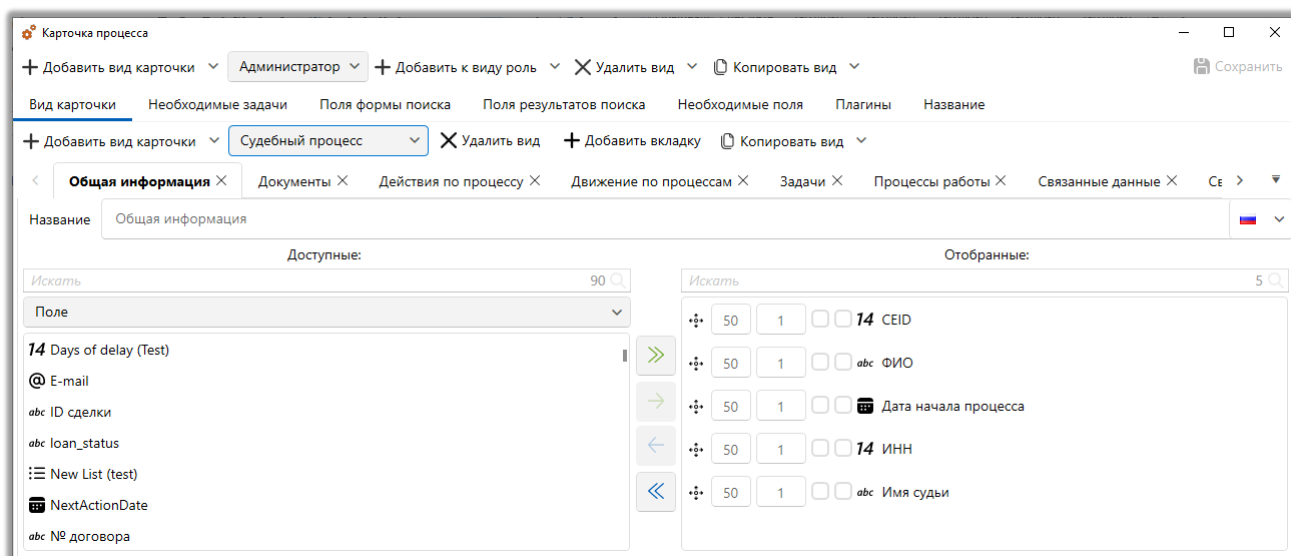 Карточка процесса
Добавить вид карточки Администратор Добавить к виду роль Удалить вид Копировать вид Сохранить
Вид карточки Необходимые задачи Поля формы поиска Поля результатов поиска Необходимые поля Плагины Название
Добавить вид карточки Судебный процесс Удалить вид Добавить вкладку Копировать вид
Общая информация Документы Действия по процессу Движение по процессам Задачи Процессы работы Связанные данные
Название Общая информация
Доступные: Отобранные:
Искать 90 Искать 5
Поле
14 Days of delay (Test)
@ E-mail
abc ID сделки
abc loan_status
New List (test)
NextActionDate
abc № договора
50 1 14 CEID
50 1 abc ФИО
50 1 Дата начала процесса
50 1 14 ИНН
50 1 abc Имя судьи